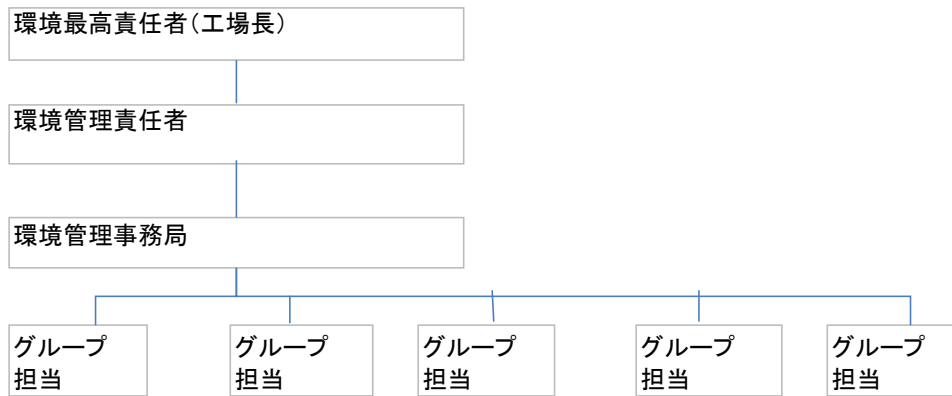 環境最高責任者（工場長）
環境管理責任者
環境管理事務局
グループ グループ グループ グループ グループ
担当 担当 担当 担当 担当